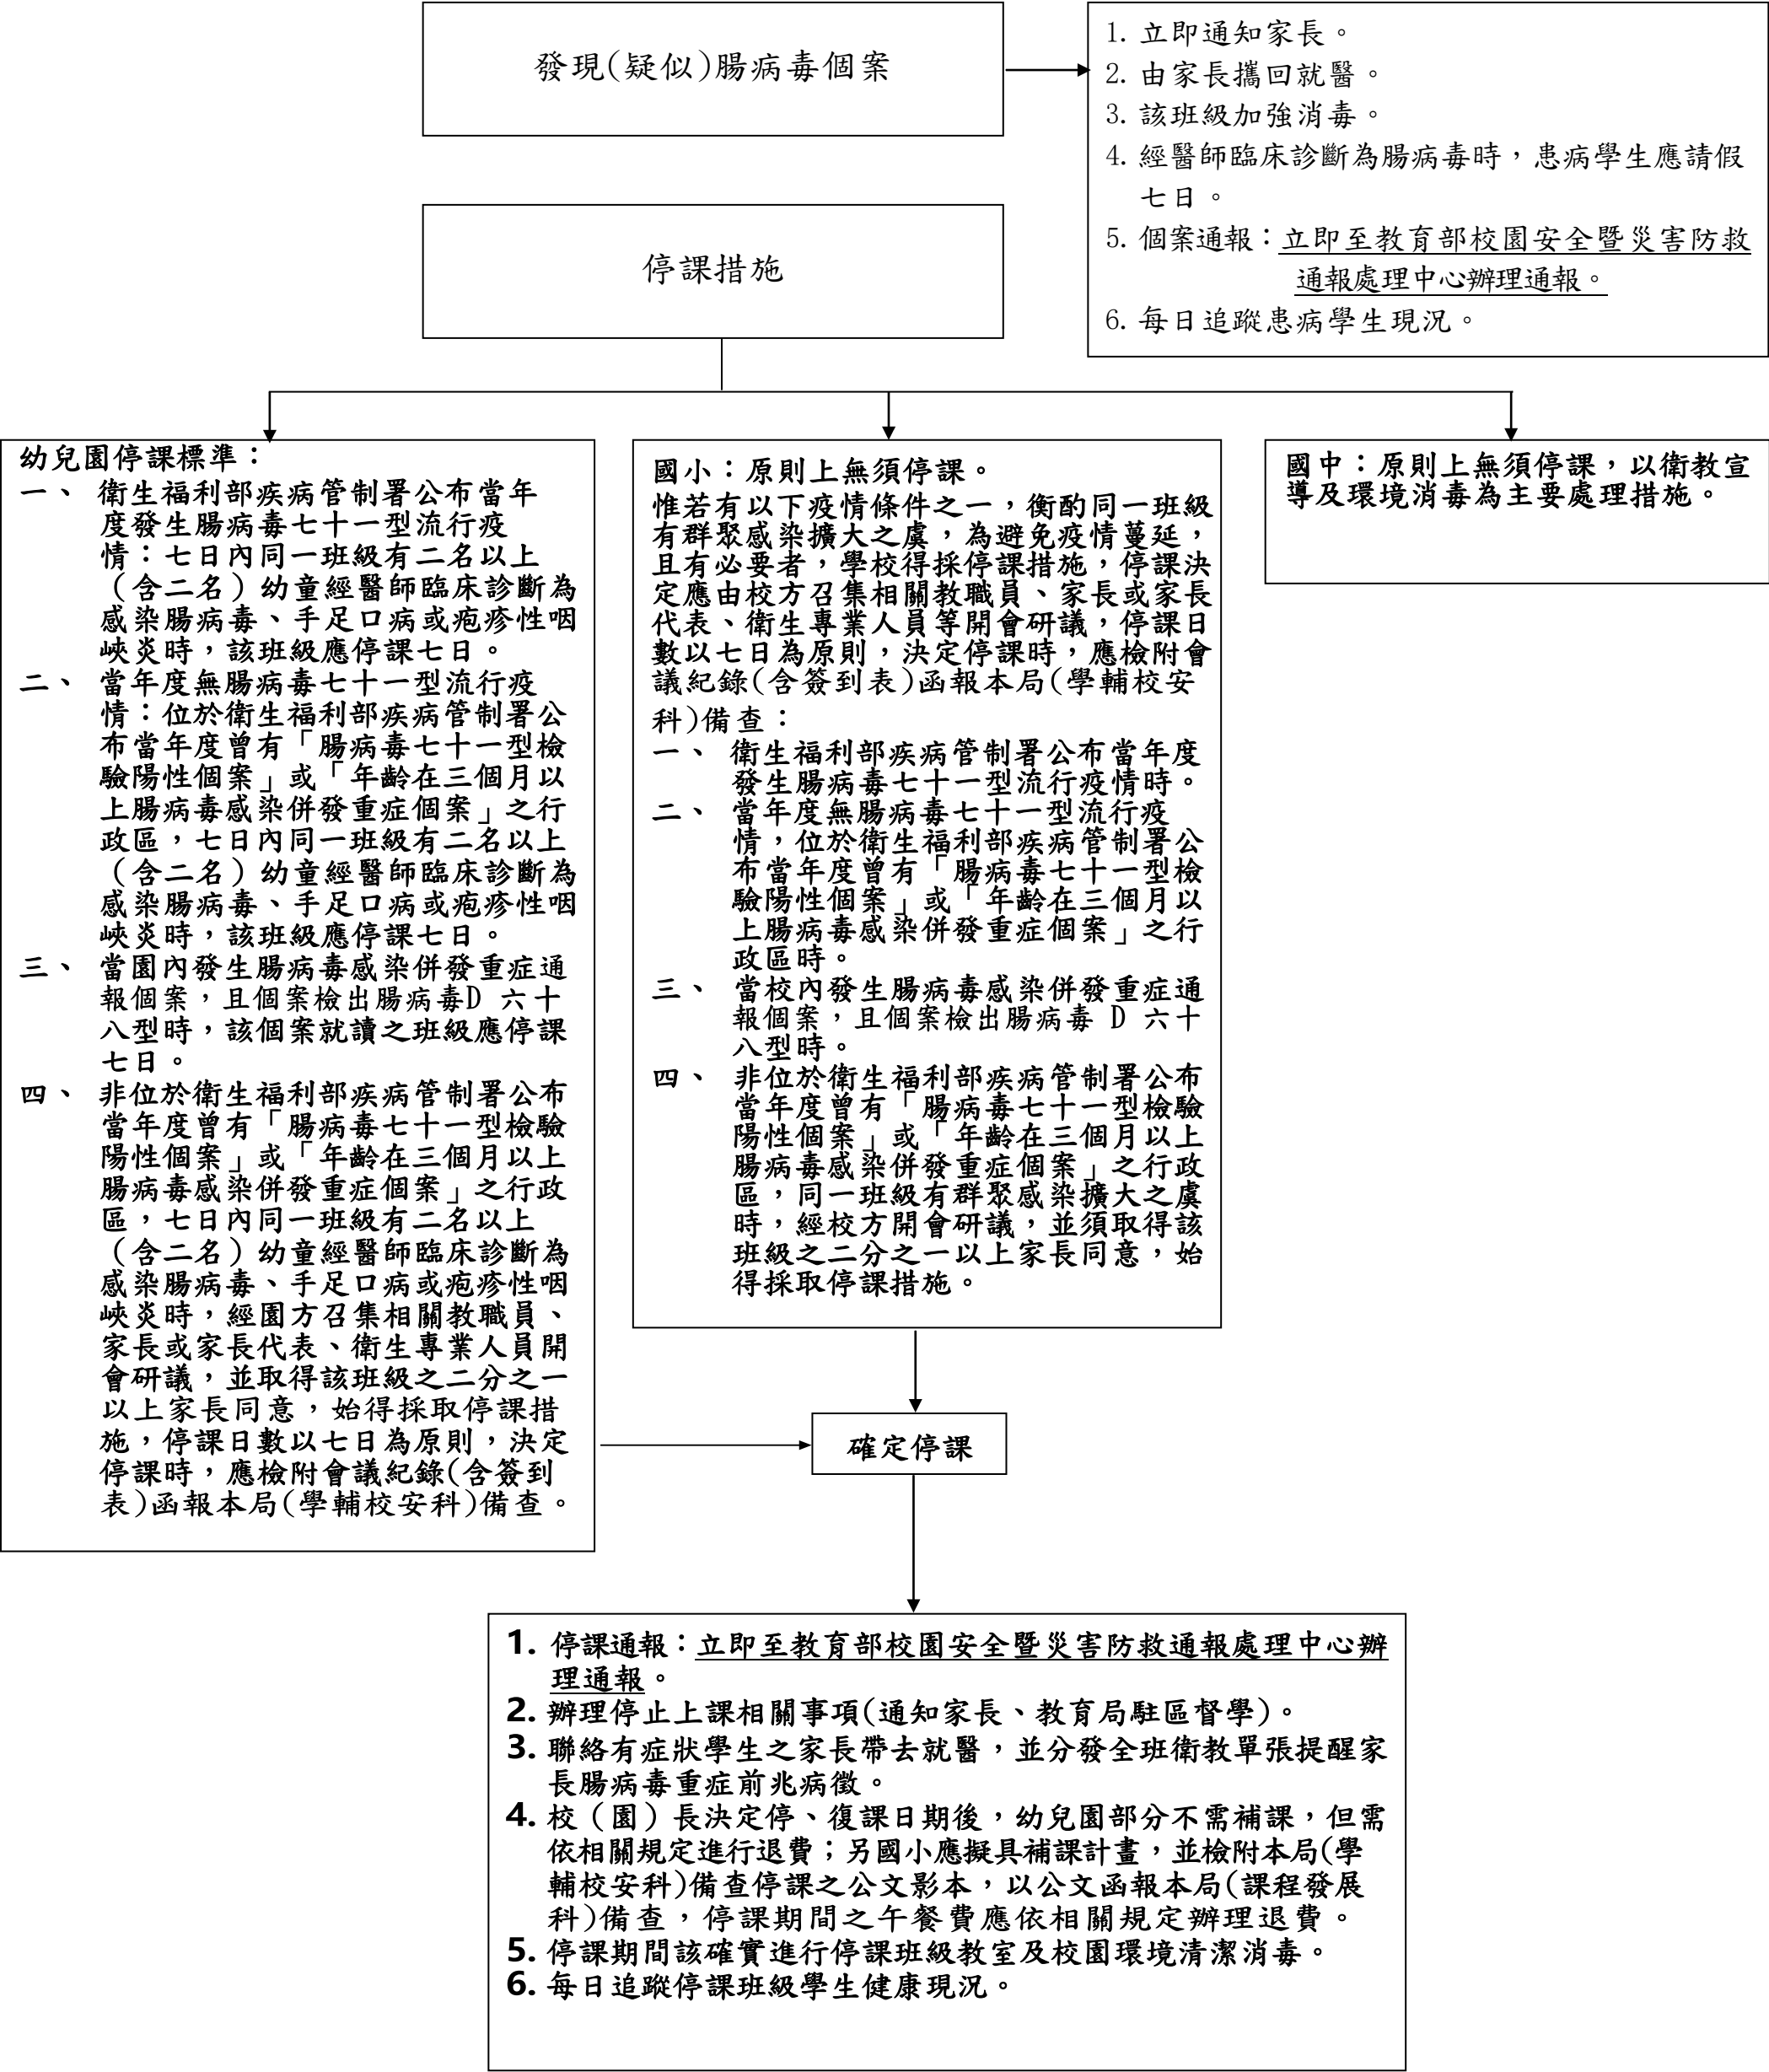 發現(疑似)腸病毒個案
1. 立即通知家長。
2. 由家長攜回就醫。
3. 該班級加強消毒。
4. 經醫師臨床診斷為腸病毒時，患病學生應請假
七日。
5. 個案通報：立即至教育部校園安全暨災害防救
通報處理中心辦理通報。
6. 每日追蹤患病學生現況。
停課措施
幼兒園停課標準：
一、 衛生福利部疾病管制署公布當年
度發生腸病毒七十一型流行疫
情：七日內同一班級有二名以上
（含二名）幼童經醫師臨床診斷為
感染腸病毒、手足口病或疱疹性咽
峽炎時，該班級應停課七日。
二、 當年度無腸病毒七十一型流行疫
情：位於衛生福利部疾病管制署公
布當年度曾有「腸病毒七十一型檢
驗陽性個案」或「年齡在三個月以
上腸病毒感染併發重症個案」之行
政區，七日內同一班級有二名以上
（含二名）幼童經醫師臨床診斷為
感染腸病毒、手足口病或疱疹性咽
峽炎時，該班級應停課七日。
三、 當園內發生腸病毒感染併發重症通
報個案，且個案檢出腸病毒D 六十
八型時，該個案就讀之班級應停課
七日。
四、 非位於衛生福利部疾病管制署公布
當年度曾有「腸病毒七十一型檢驗
陽性個案」或「年齡在三個月以上
腸病毒感染併發重症個案」之行政
區，七日內同一班級有二名以上
（含二名）幼童經醫師臨床診斷為
感染腸病毒、手足口病或疱疹性咽
峽炎時，經園方召集相關教職員、
家長或家長代表、衛生專業人員開
會研議，並取得該班級之二分之一
以上家長同意，始得採取停課措
施，停課日數以七日為原則，決定
停課時，應檢附會議紀錄(含簽到
表)函報本局(學輔校安科)備查。
國小：原則上無須停課。
惟若有以下疫情條件之一，衡酌同一班級
有群聚感染擴大之虞，為避免疫情蔓延，
且有必要者，學校得採停課措施，停課決
定應由校方召集相關教職員、家長或家長
代表、衛生專業人員等開會研議，停課日
數以七日為原則，決定停課時，應檢附會
議紀錄(含簽到表)函報本局(學輔校安
科)備查：
一、 衛生福利部疾病管制署公布當年度
發生腸病毒七十一型流行疫情時。
二、 當年度無腸病毒七十一型流行疫
情，位於衛生福利部疾病管制署公
布當年度曾有「腸病毒七十一型檢
驗陽性個案」或「年齡在三個月以
上腸病毒感染併發重症個案」之行
政區時。
三、 當校內發生腸病毒感染併發重症通
報個案，且個案檢出腸病毒 D 六十
八型時。
四、 非位於衛生福利部疾病管制署公布
當年度曾有「腸病毒七十一型檢驗
陽性個案」或「年齡在三個月以上
腸病毒感染併發重症個案」之行政
區，同一班級有群聚感染擴大之虞
時，經校方開會研議，並須取得該
班級之二分之一以上家長同意，始
得採取停課措施。
國中：原則上無須停課，以衛教宣
導及環境消毒為主要處理措施。
確定停課
1. 停課通報：立即至教育部校園安全暨災害防救通報處理中心辦
理通報。
2. 辦理停止上課相關事項(通知家長、教育局駐區督學)。
3. 聯絡有症狀學生之家長帶去就醫，並分發全班衛教單張提醒家
長腸病毒重症前兆病徵。
4. 校（園）長決定停、復課日期後，幼兒園部分不需補課，但需
依相關規定進行退費；另國小應擬具補課計畫，並檢附本局(學
輔校安科)備查停課之公文影本，以公文函報本局(課程發展
科)備查，停課期間之午餐費應依相關規定辦理退費。
5. 停課期間該確實進行停課班級教室及校園環境清潔消毒。
6. 每日追蹤停課班級學生健康現況。